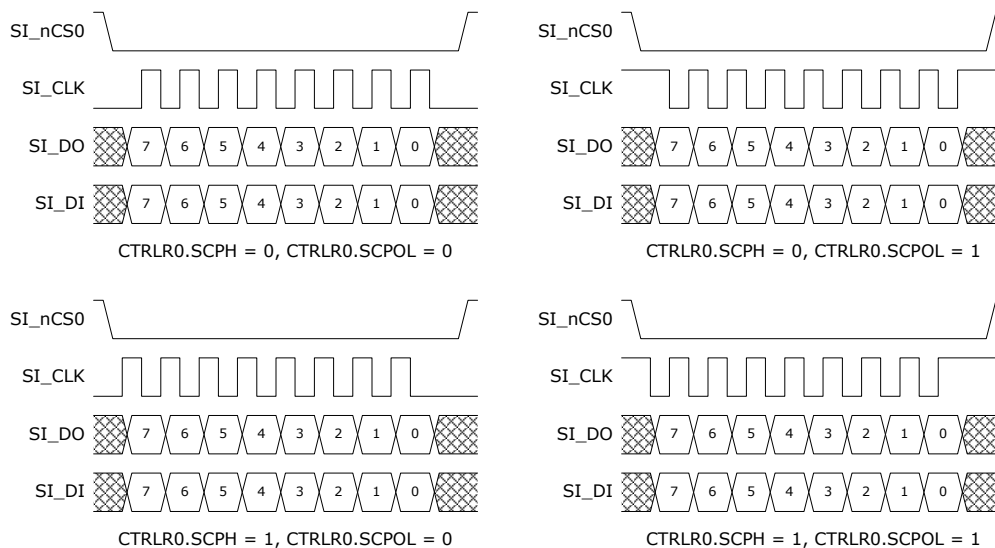 SI_nCS0
SI_CLK
SI_DO 7 6 5 4 3 2 1 0
SI_DI 7 6 5 4 3 2 1 0
CTRLR0.SCPH = 0, CTRLR0.SCPOL = 0
SI_nCS0
SI_CLK
SI_DO 7 6 5 4 3 2 1 0
SI_DI 7 6 5 4 3 2 1 0
CTRLR0.SCPH = 0, CTRLR0.SCPOL = 1
SI_nCS0
SI_CLK
SI_DO 7 6 5 4 3 2 1 0
SI_DI 7 6 5 4 3 2 1 0
CTRLR0.SCPH = 1, CTRLR0.SCPOL = 0
SI_nCS0
SI_CLK
SI_DO 7 6 5 4 3 2 1 0
SI_DI 7 6 5 4 3 2 1 0
CTRLR0.SCPH = 1, CTRLR0.SCPOL = 1